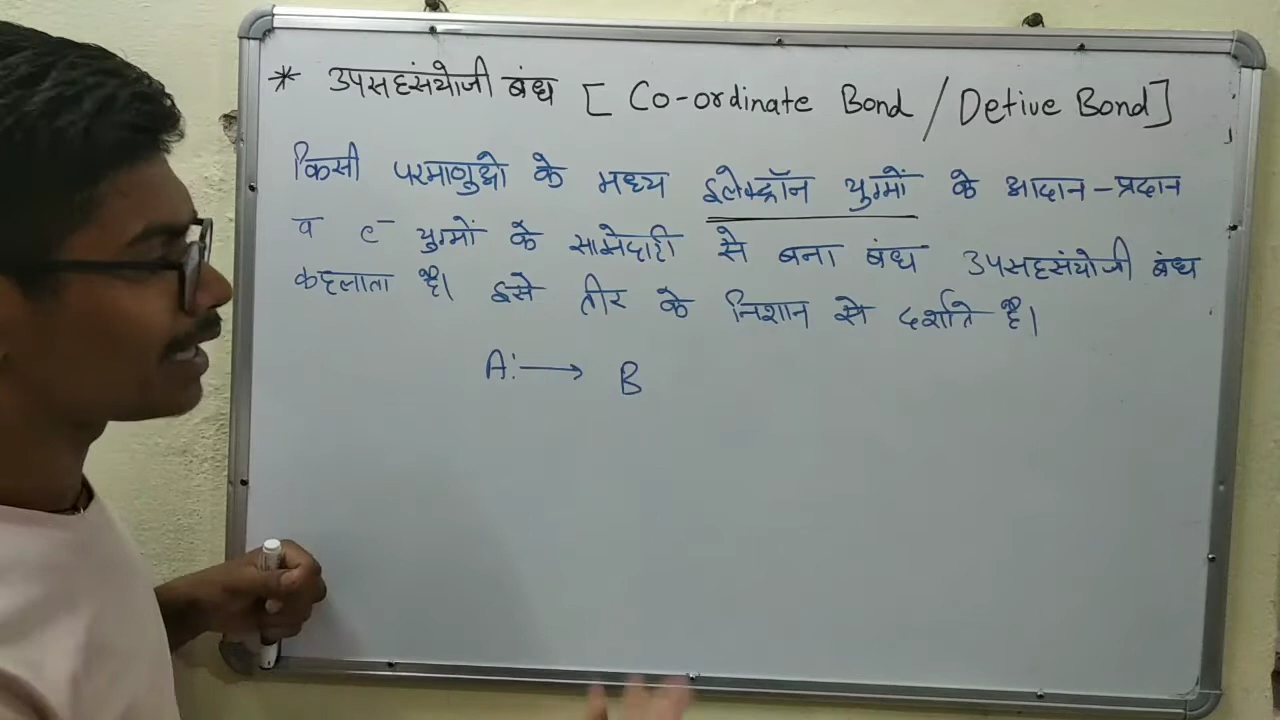 * उपसहसंयोजी बंध [ Co-ordinate Bond / Detive Bond ]
किसी परमाणुओ के मध्य इलेक्ट्रॉन युग्मों के आदान-प्रदान
व e⁻ युग्मों के साझेदारी से बना बंध उपसहसंयोजी बंध
कहलाता है। इसे तीर के निशान से दर्शाते है।
A: → B